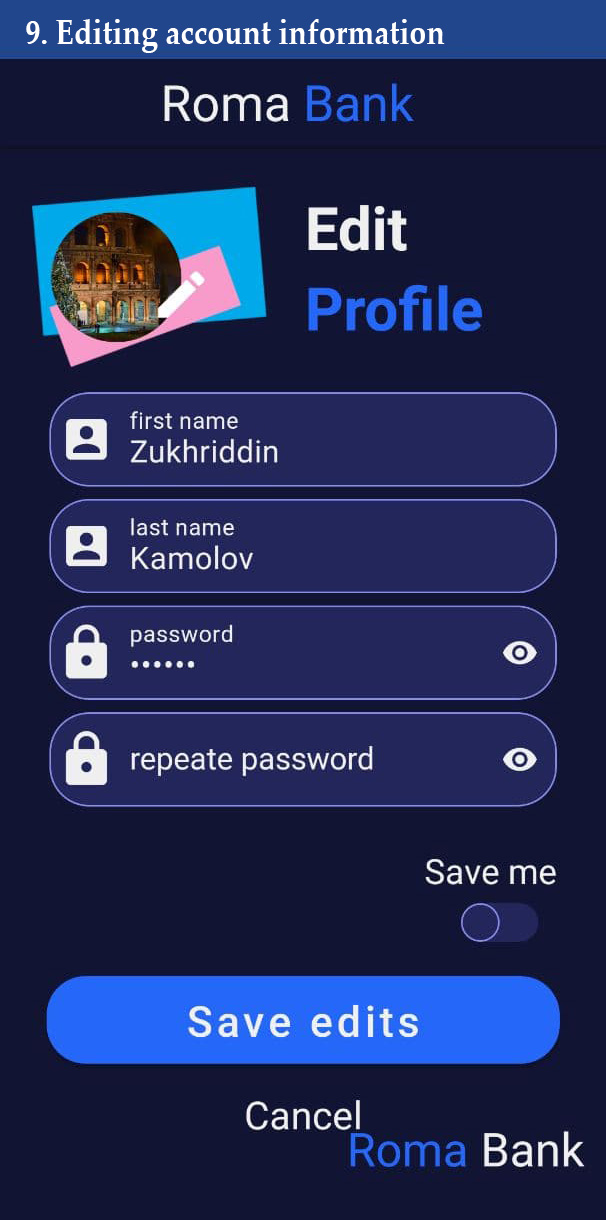 9. Editing account information
Roma Bank
Edit
Profile
first name
Zukhriddin
last name
Kamolov
password
••••••
repeate password
Save me
Save edits
Cancel
Roma Bank